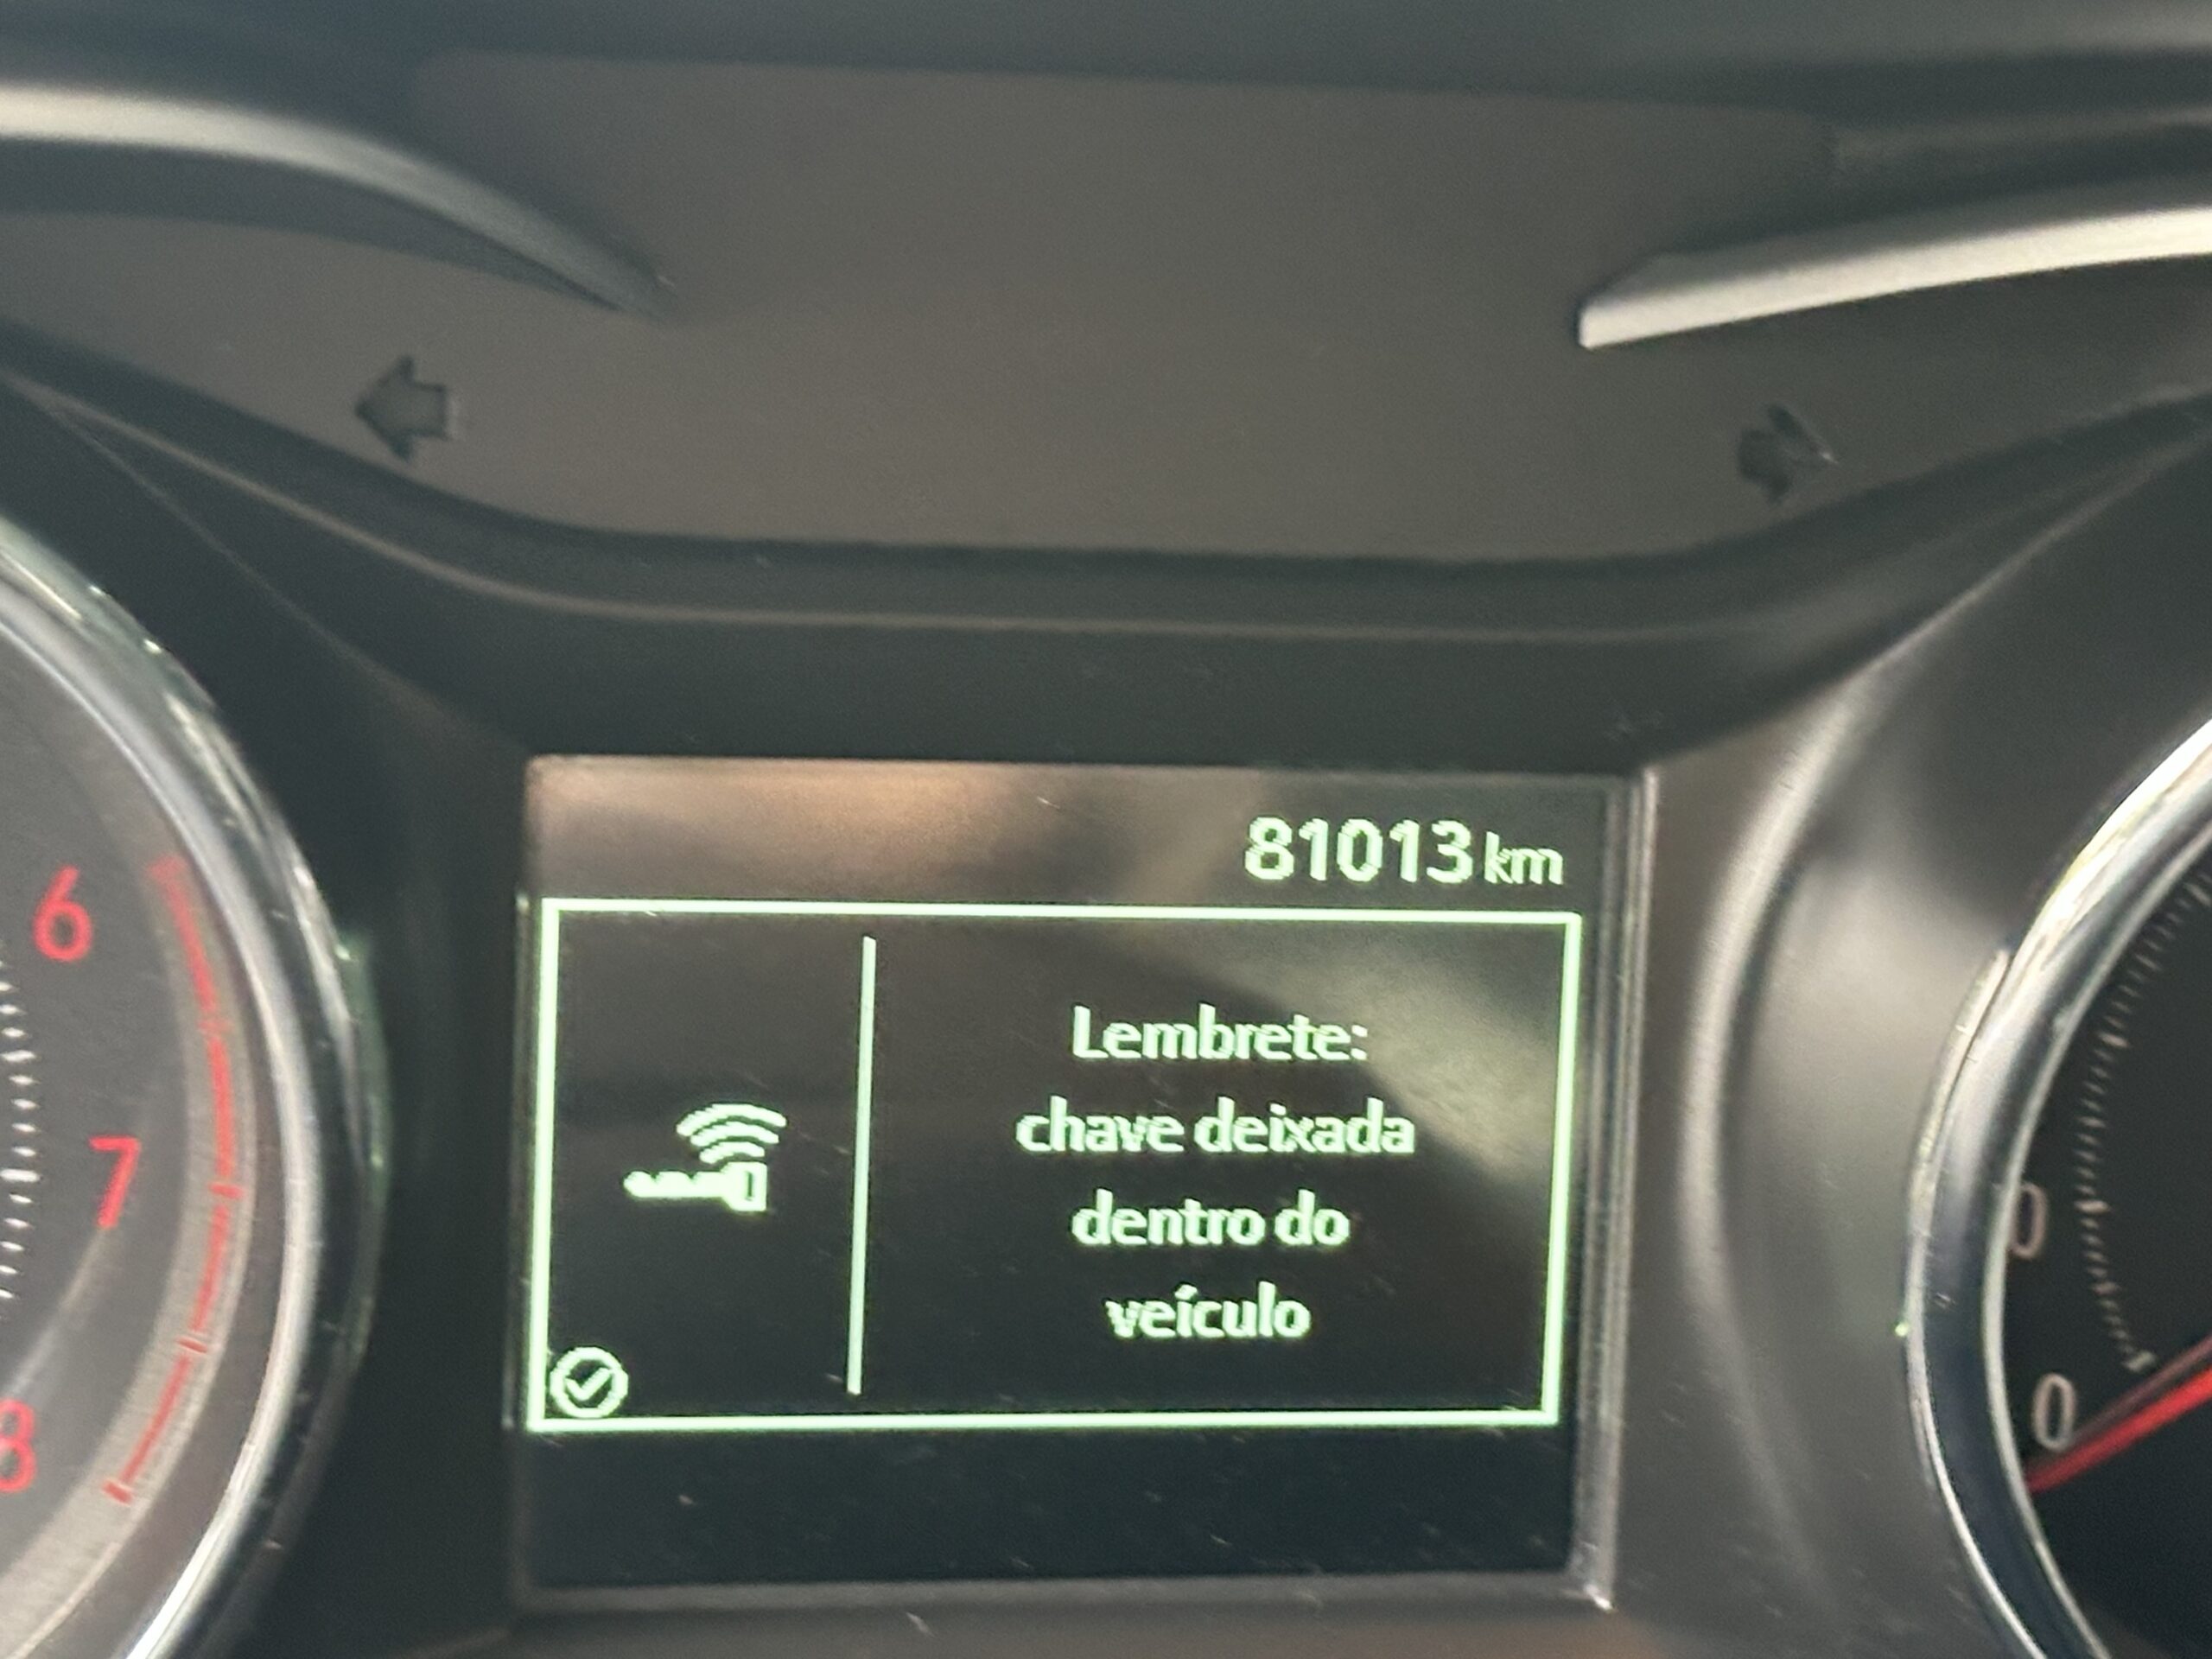 81013 km
Lembrete:
chave deixada
dentro do
veículo
6
7
8
0
0